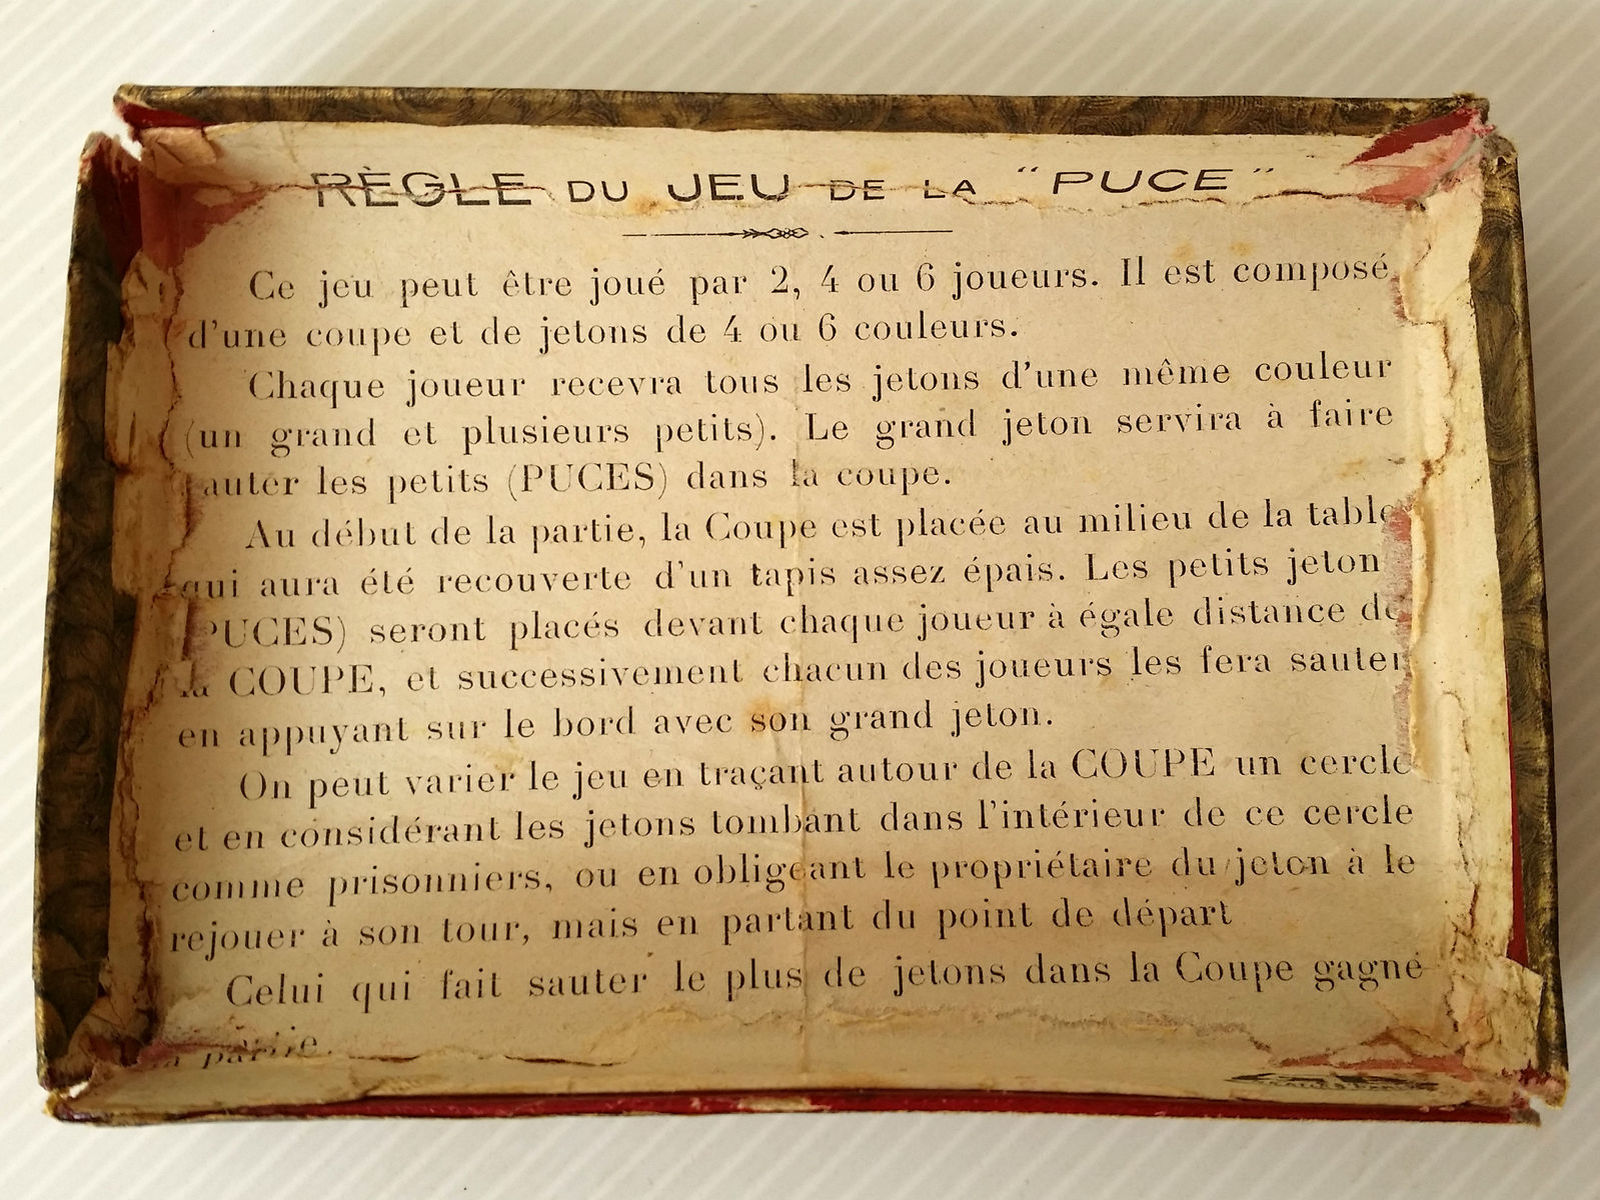 RÈGLE DU JEU DE LA "PUCE"
Ce jeu peut être joué par 2, 4 ou 6 joueurs. Il est composé
d'une coupe et de jetons de 4 ou 6 couleurs.
Chaque joueur recevra tous les jetons d'une même couleur
(un grand et plusieurs petits). Le grand jeton servira à faire
sauter les petits (PUCES) dans la coupe.
Au début de la partie, la Coupe est placée au milieu de la table
qui aura été recouverte d'un tapis assez épais. Les petits jeton
PUCES) seront placés devant chaque joueur à égale distance de
la COUPE, et successivement chacun des joueurs les fera sauter
en appuyant sur le bord avec son grand jeton.
On peut varier le jeu en traçant autour de la COUPE un cercle
et en considérant les jetons tombant dans l'intérieur de ce cercle
comme prisonniers, ou en obligeant le propriétaire du jeton à le
rejouer à son tour, mais en partant du point de départ
Celui qui fait sauter le plus de jetons dans la Coupe gagne
la partie.